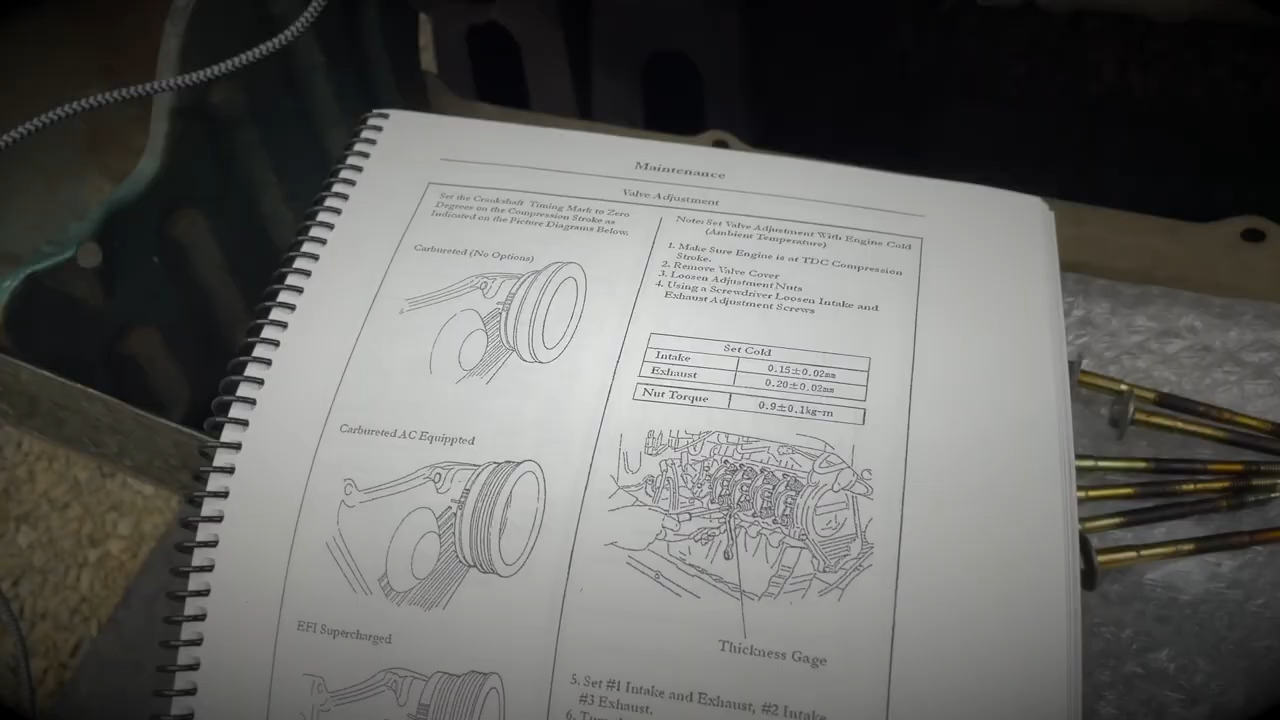 Maintenance
Valve Adjustment
Set the Crankshaft Timing Mark to Zero
Degrees on the Compression Stroke as
Indicated on the Picture Diagrams Below.
Carbureted (No Options)
Carbureted AC Equippted
EFI Supercharged
Note: Set Valve Adjustment With Engine Cold
(Ambient Temperature)
1. Make Sure Engine is at TDC Compression
Stroke.
2. Remove Valve Cover
3. Loosen Adjustment Nuts
4. Using a Screwdriver Loosen Intake and
Exhaust Adjustment Screws
Set Cold
Intake 0.15±0.02mm
Exhaust 0.20±0.02mm
Nut Torque 0.9±0.1kg-m
Thickness Gage
5. Set #1 Intake and Exhaust, #2 Intake
#3 Exhaust.
6.